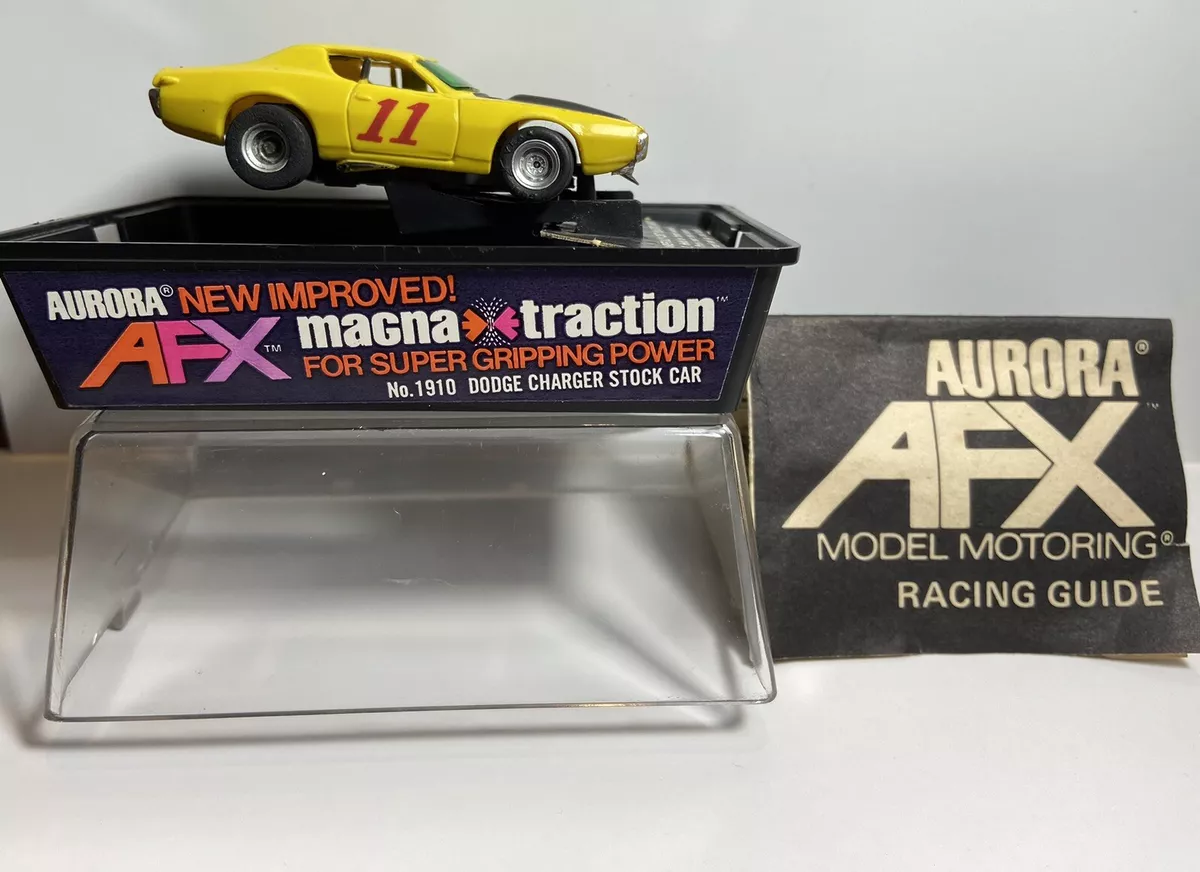 11
AURORA® NEW IMPROVED!
AFX™ magna traction™
FOR SUPER GRIPPING POWER
No.1910 DODGE CHARGER STOCK CAR
AURORA®
AFX™
MODEL MOTORING®
RACING GUIDE